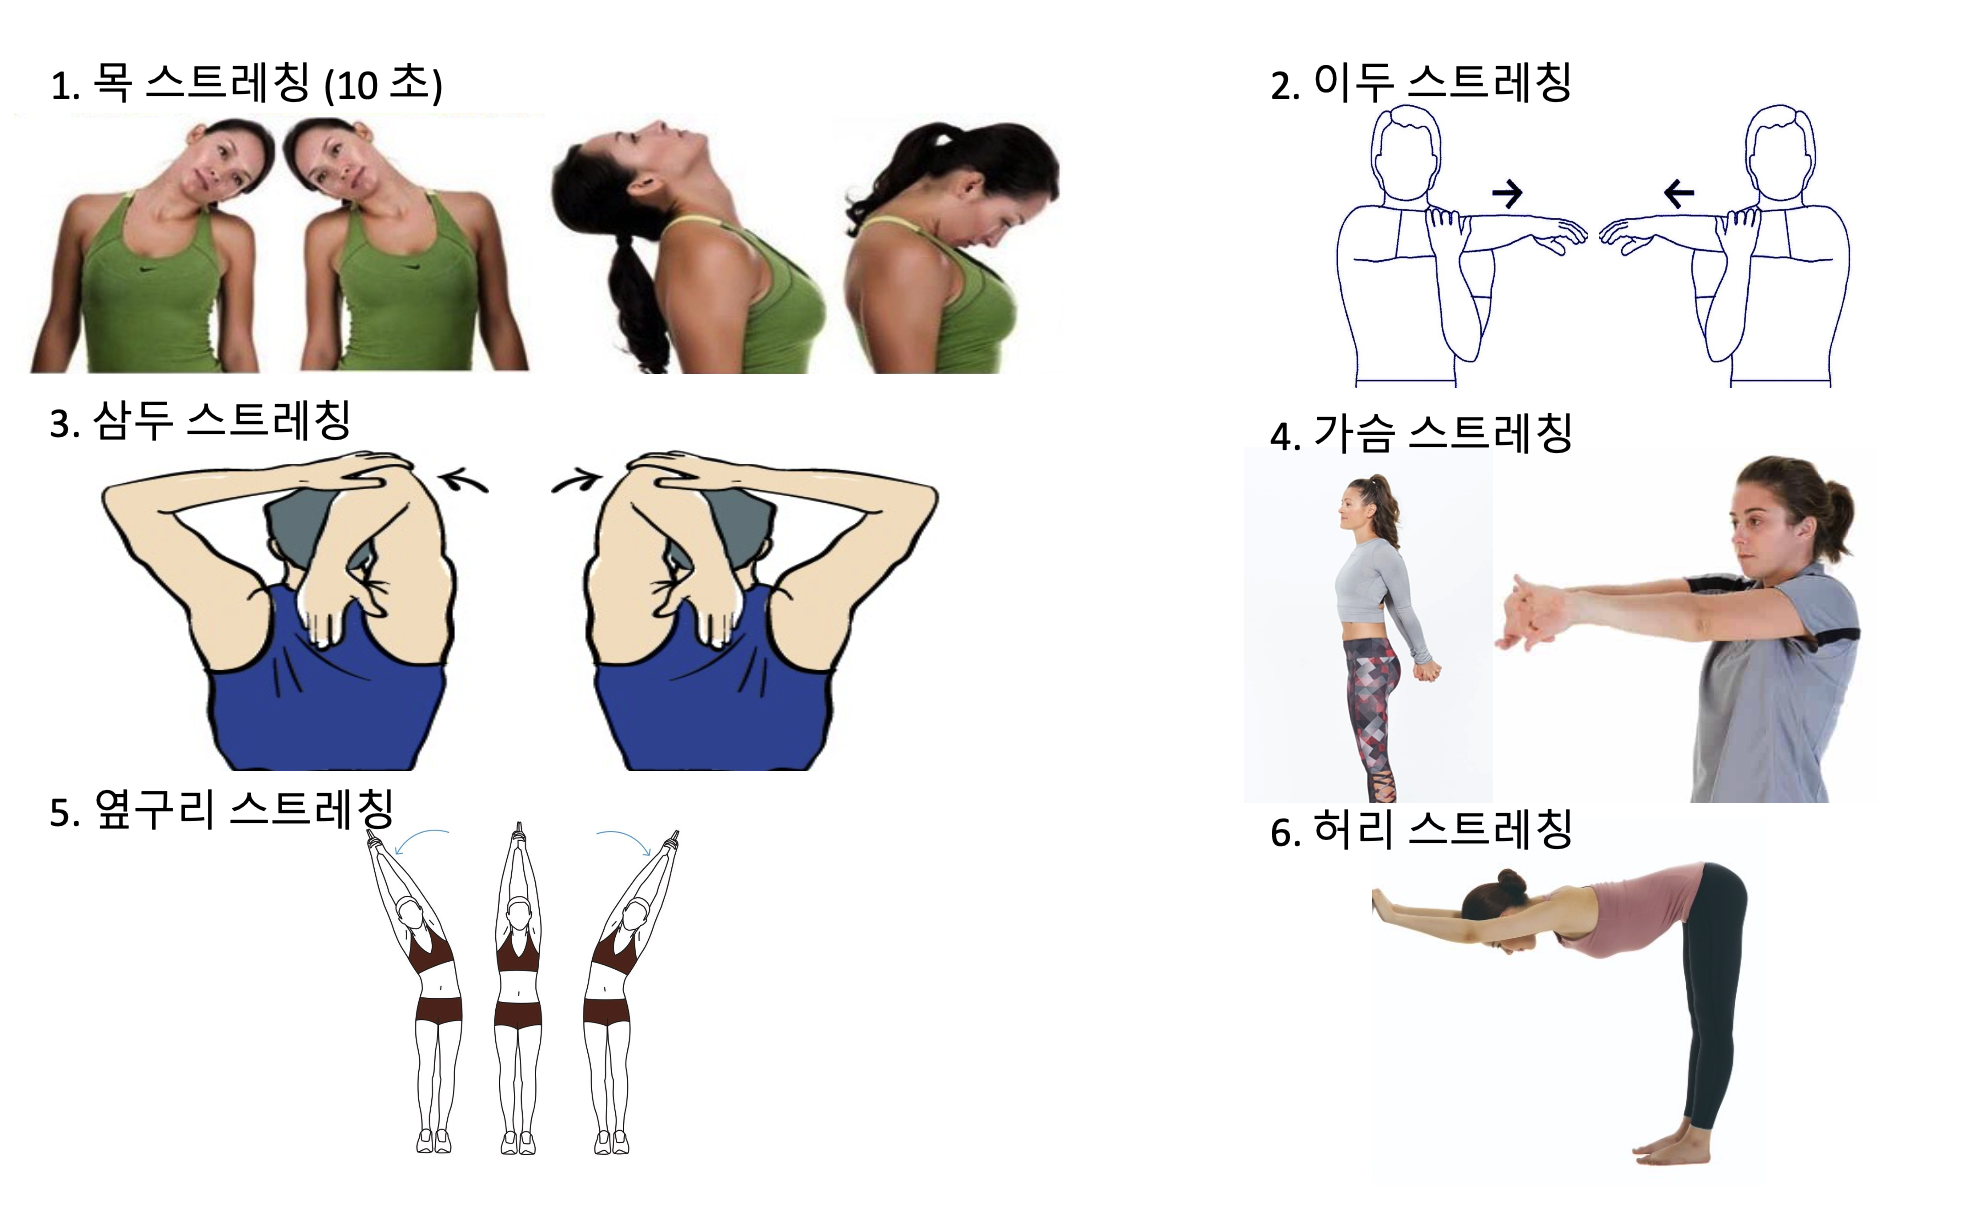 1. 목 스트레칭 (10 초)
2. 이두 스트레칭
3. 삼두 스트레칭
4. 가슴 스트레칭
5. 옆구리 스트레칭
6. 허리 스트레칭